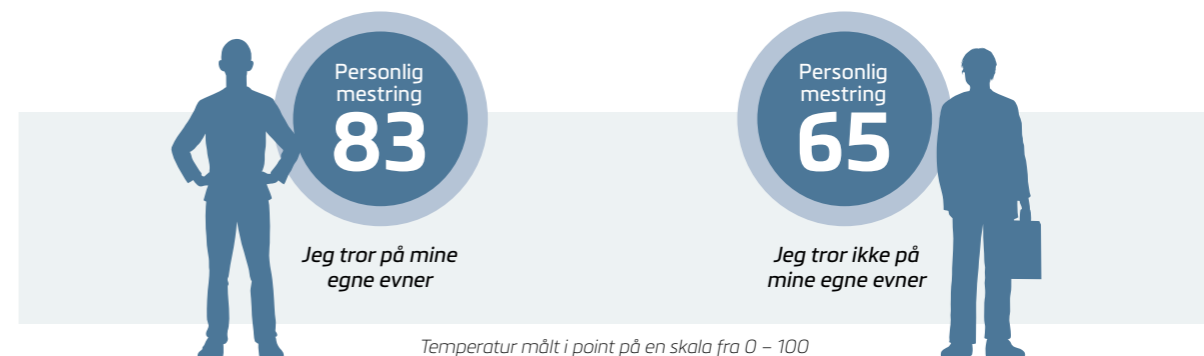 Personlig
mestring
83
Jeg tror på mine
egne evner
Personlig
mestring
65
Jeg tror ikke på
mine egne evner
Temperatur målt i point på en skala fra 0 – 100